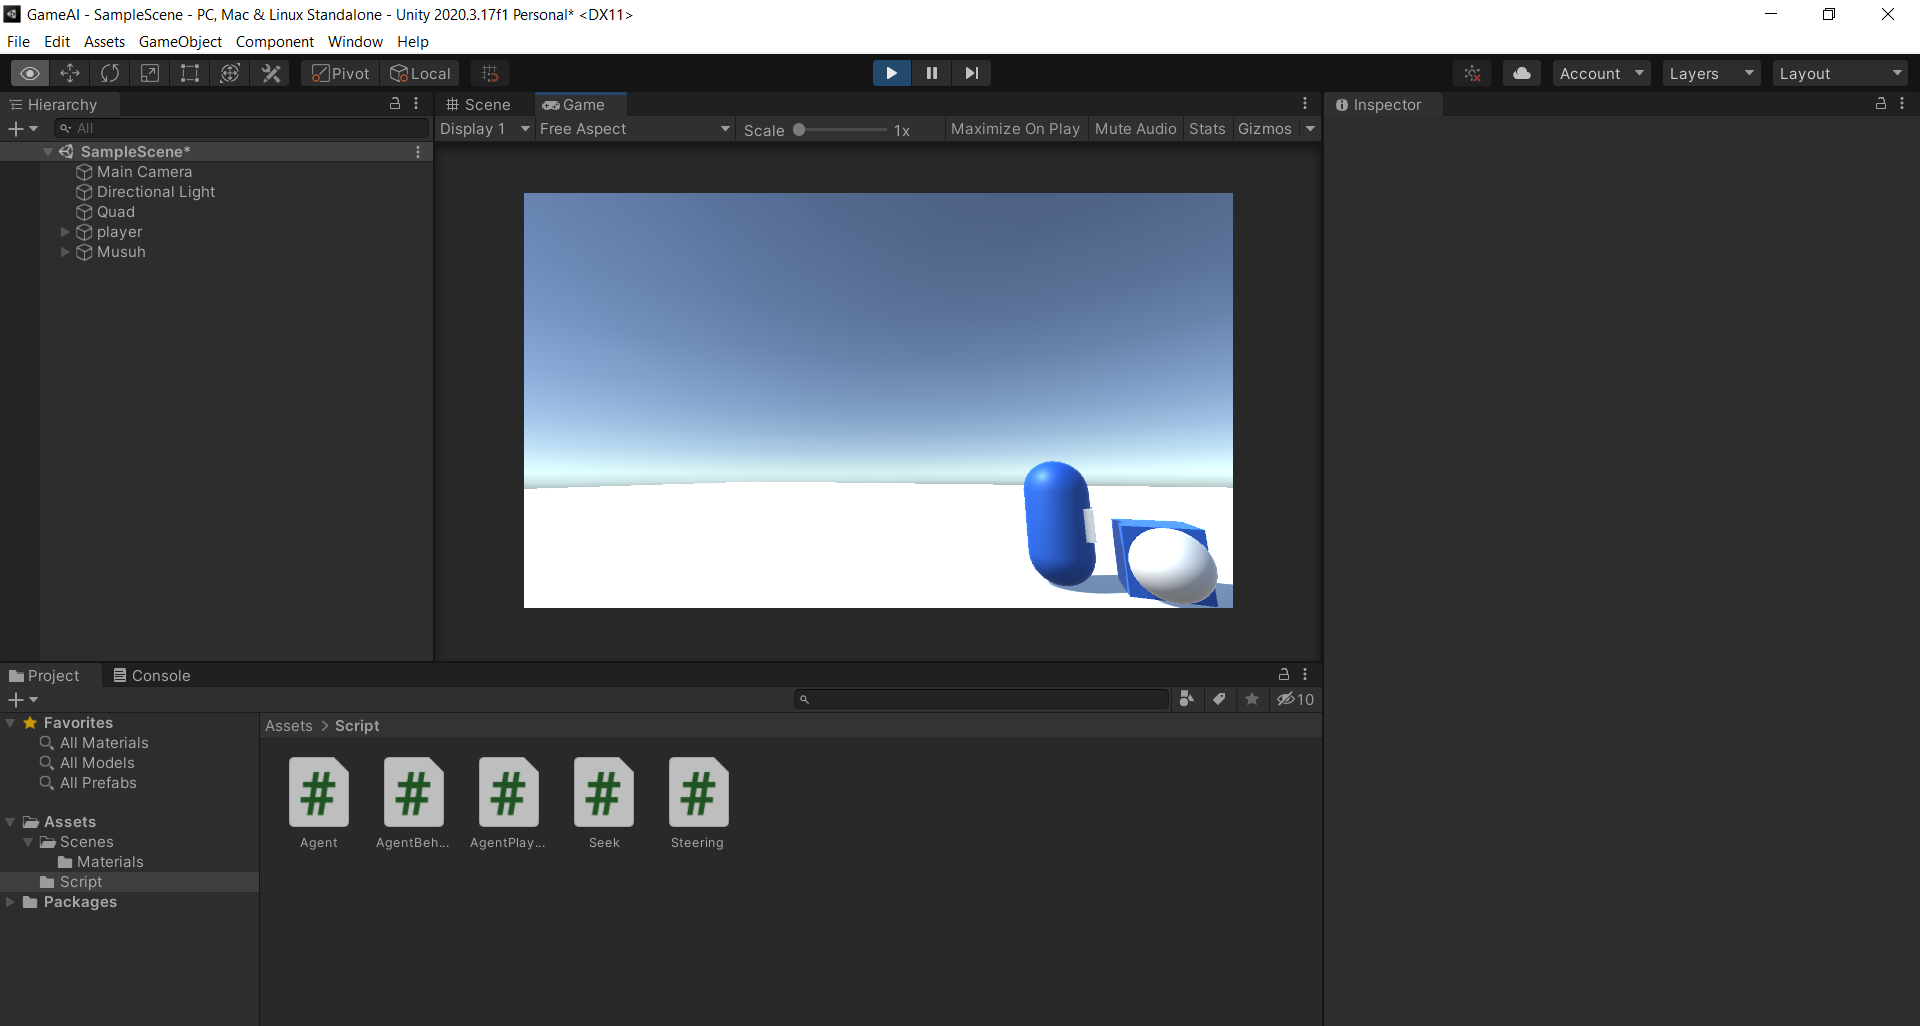 GameAI - SampleScene - PC, Mac & Linux Standalone - Unity 2020.3.17f1 Personal* <DX11>
File Edit Assets GameObject Component Window Help
Pivot Local Account Layers Layout
Hierarchy
All
SampleScene*
Main Camera
Directional Light
Quad
player
Musuh
Scene Game
Display 1 Free Aspect Scale 1x Maximize On Play Mute Audio Stats Gizmos
Inspector
Project Console
10
Favorites
All Materials
All Models
All Prefabs
Assets
Scenes
Materials
Script
Packages
Assets > Script
Agent AgentBeh... AgentPlay... Seek Steering